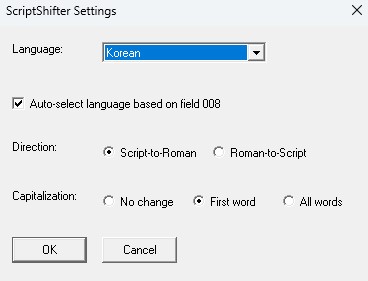 ScriptShifter Settings
Language: Korean
Auto-select language based on field 008
Direction: Script-to-Roman Roman-to-Script
Capitalization: No change First word All words
OK Cancel